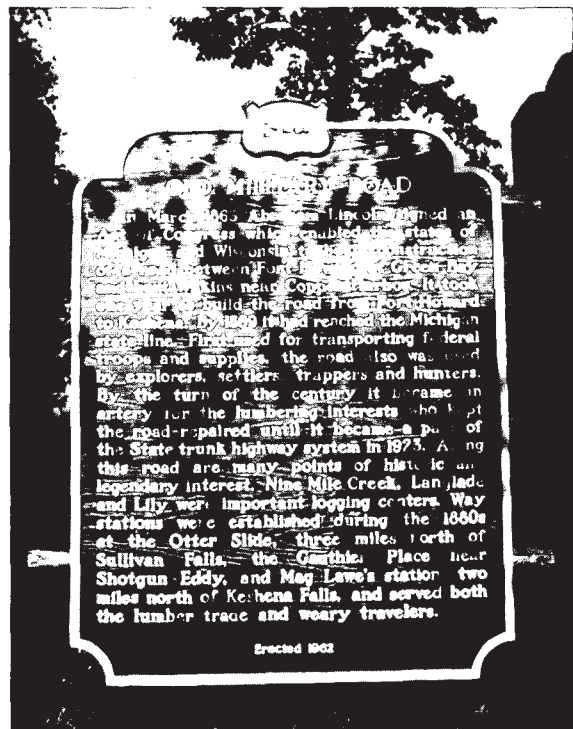 OLD MILITARY ROAD
In March 1863 Abraham Lincoln signed an
Act of Congress which enabled the states of
and Wisconsin
between Fort Green Bay
near Copper Harbor. It took
build the road from Fort Howard
to Keshena. By it had reached the Michigan
state line. First used for transporting federal
troops and supplies, the road also was used
by explorers, settlers, trappers and hunters.
By the turn of the century it became an
artery for the lumbering interests who kept
the road repaired until it became a part of
the State trunk highway system in 1923. Along
this road are many points of historic and
legendary interest. Nine Mile Creek, Langlade
and Lily were important logging centers. Way
stations were established during the 1880s
at the Otter Slide, three miles north of
Sullivan Falls, the Gauthier Place near
Shotgun Eddy, and Mag Lawe's station two
miles north of Keshena Falls, and served both
the lumber trade and weary travelers.
Erected 1962